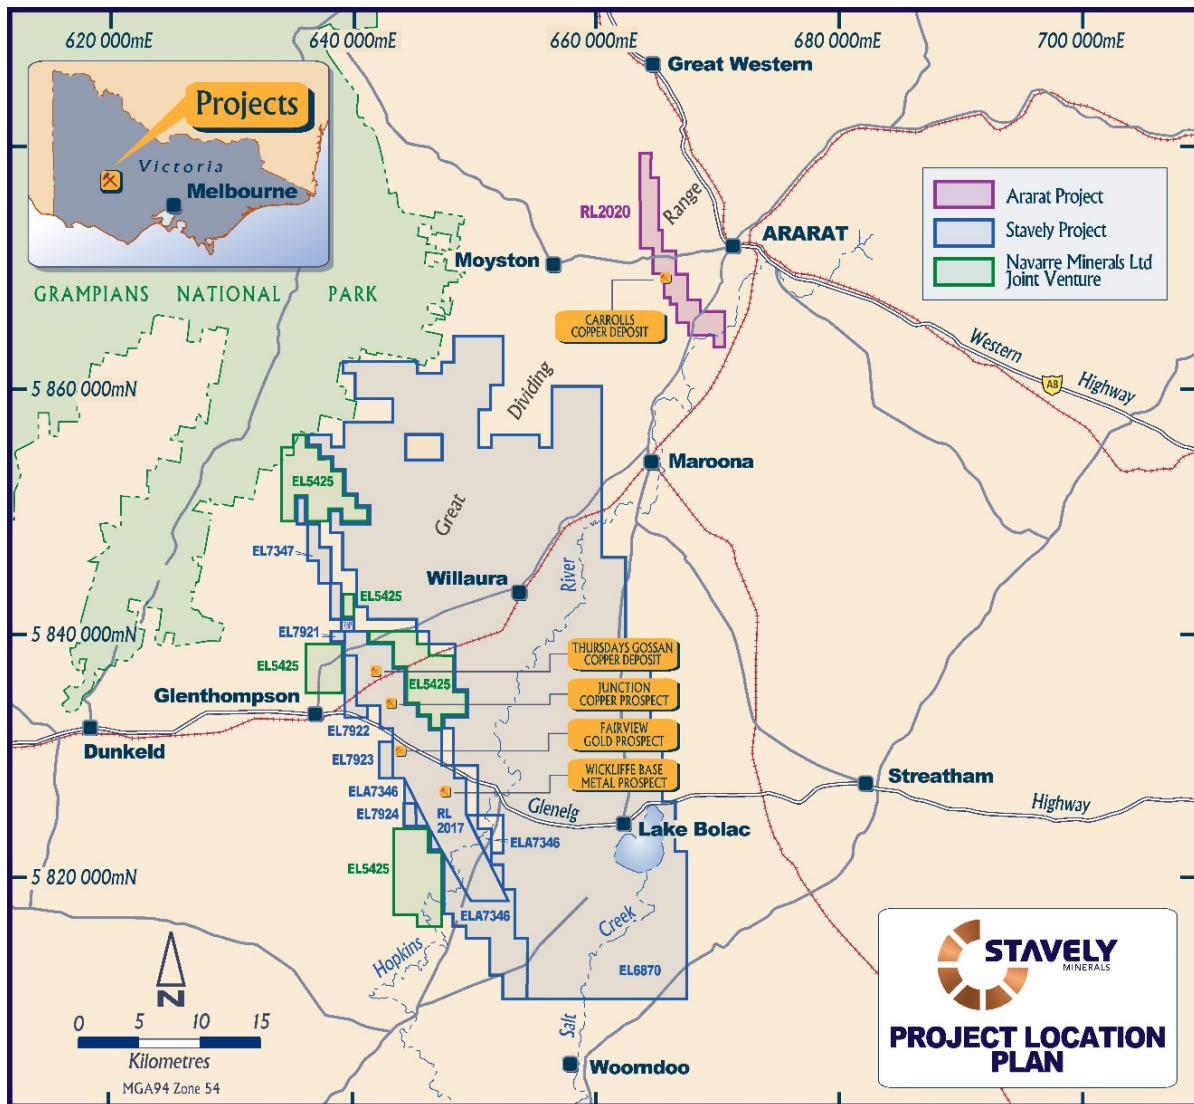 620 000mE
640 000mE
660 000mE
680 000mE
700 000mE
Great Western
Projects
Victoria
Melbourne
RL2020
Range
ARARAT
Moyston
Ararat Project
Stavely Project
Navarre Minerals Ltd
Joint Venture
GRAMPIANS NATIONAL PARK
CARROLLS
COPPER DEPOSIT
Western
Highway
A8
5 860 000mN
Dividing
Maroona
EL5425
Great
EL7347
Willaura
River
EL5425
5 840 000mN
EL7921
THURSDAYS GOSSAN
COPPER DEPOSIT
EL5425
EL5425
JUNCTION
COPPER PROSPECT
Glenthompson
EL7922
FAIRVIEW
GOLD PROSPECT
Dunkeld
EL7923
WICKLIFFE BASE
METAL PROSPECT
Streatham
ELA7346
Glenelg
Highway
EL7924
RL
2017
Lake Bolac
ELA7346
EL5425
5 820 000mN
ELA7346
Creek
Hopkins
EL6870
STAVELY
MINERALS
PROJECT LOCATION
PLAN
N
0 5 10 15
Kilometres
MGA94 Zone 54
Salt
Woorndoo